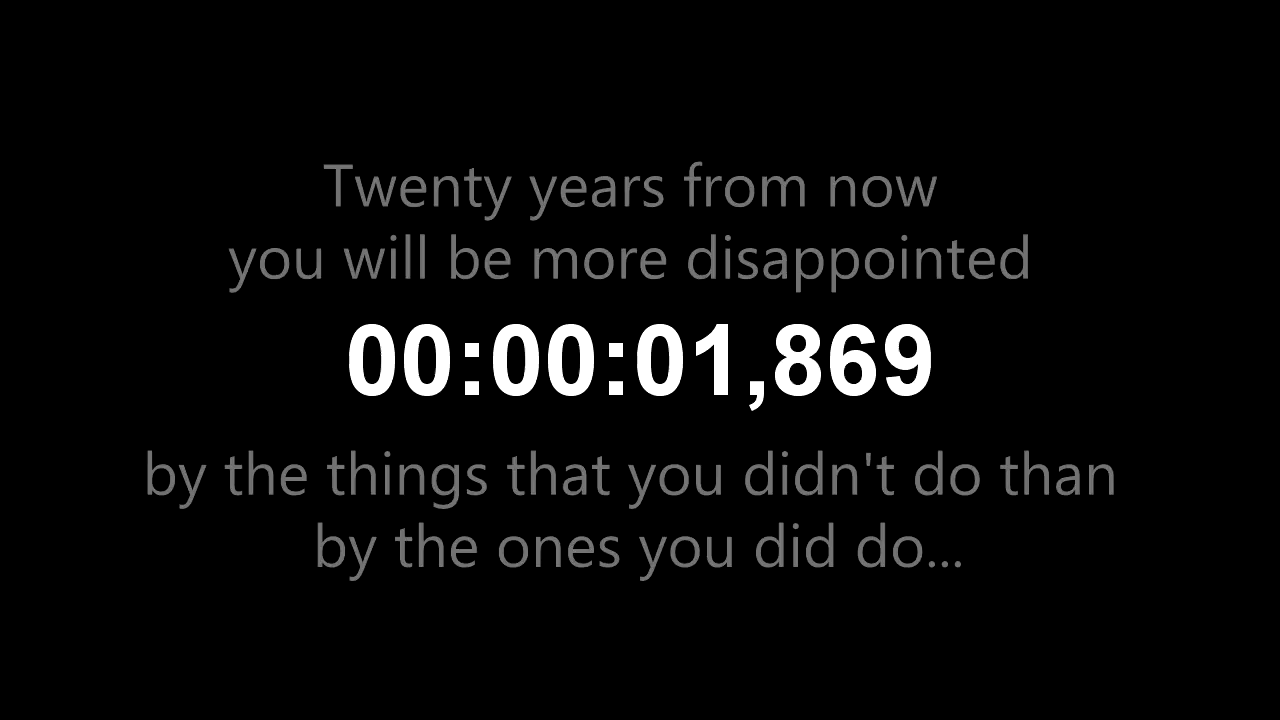 Twenty years from now
you will be more disappointed
00:00:01,869
by the things that you didn't do than
by the ones you did do...